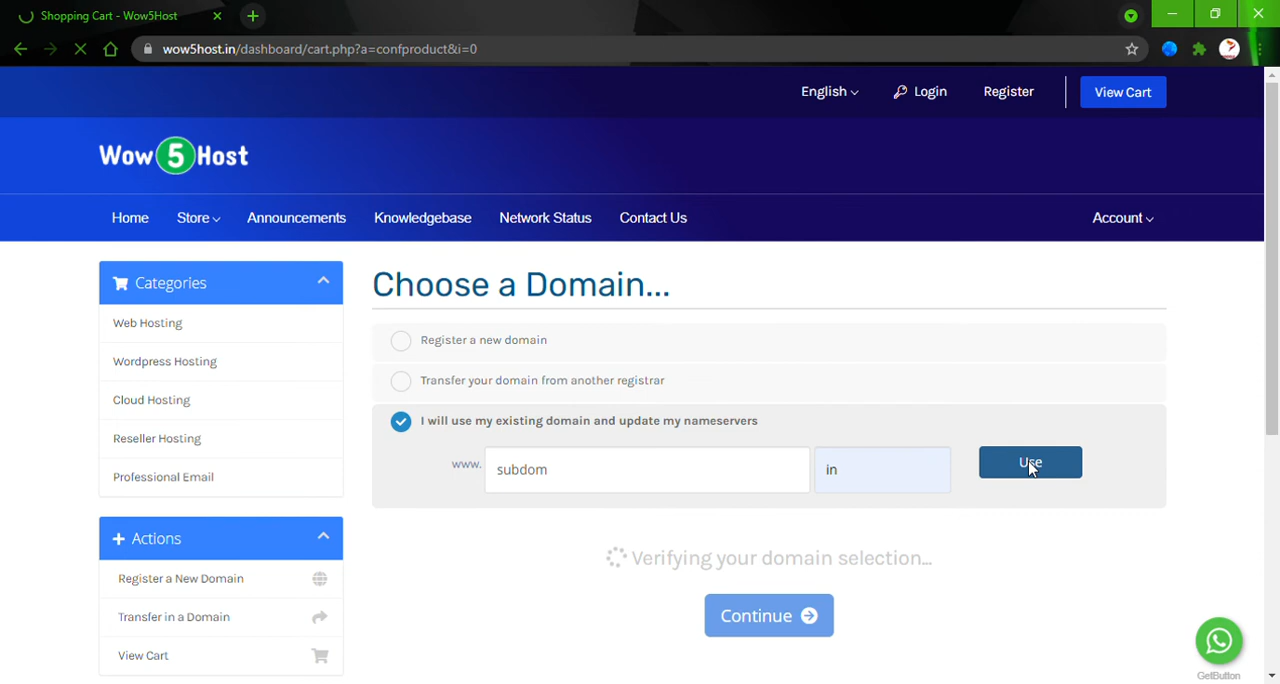 Shopping Cart - Wow5Host
wow5host.in/dashboard/cart.php?a=confproduct&i=0
English
Login
Register
View Cart
Wow 5 Host
Home
Store
Announcements
Knowledgebase
Network Status
Contact Us
Account
Categories
Web Hosting
Wordpress Hosting
Cloud Hosting
Reseller Hosting
Professional Email
Actions
Register a New Domain
Transfer in a Domain
View Cart
Choose a Domain...
Register a new domain
Transfer your domain from another registrar
I will use my existing domain and update my nameservers
www. subdom in Use
Verifying your domain selection...
Continue
GetButton